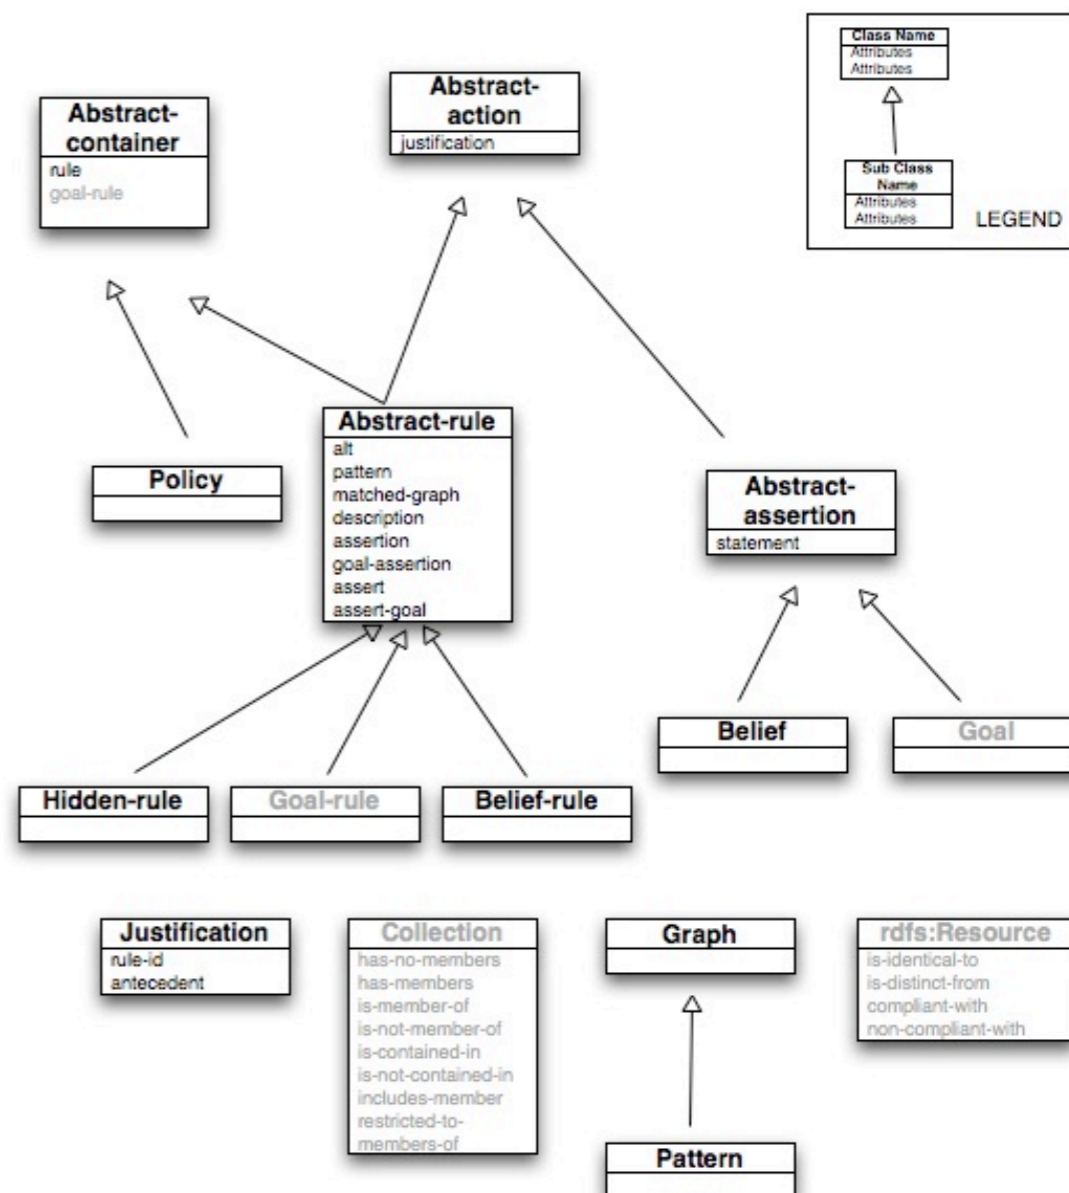 Class Name
Attributes
Attributes
Sub Class
Name
Attributes
Attributes
LEGEND
Abstract-
container
rule
goal-rule
Abstract-
action
justification
Policy
Abstract-rule
alt
pattern
matched-graph
description
assertion
goal-assertion
assert
assert-goal
Abstract-
assertion
statement
Belief
Goal
Hidden-rule
Goal-rule
Belief-rule
Justification
rule-id
antecedent
Collection
has-no-members
has-members
is-member-of
is-not-member-of
is-contained-in
is-not-contained-in
includes-member
restricted-to-
members-of
Graph
rdfs:Resource
is-identical-to
is-distinct-from
compliant-with
non-compliant-with
Pattern